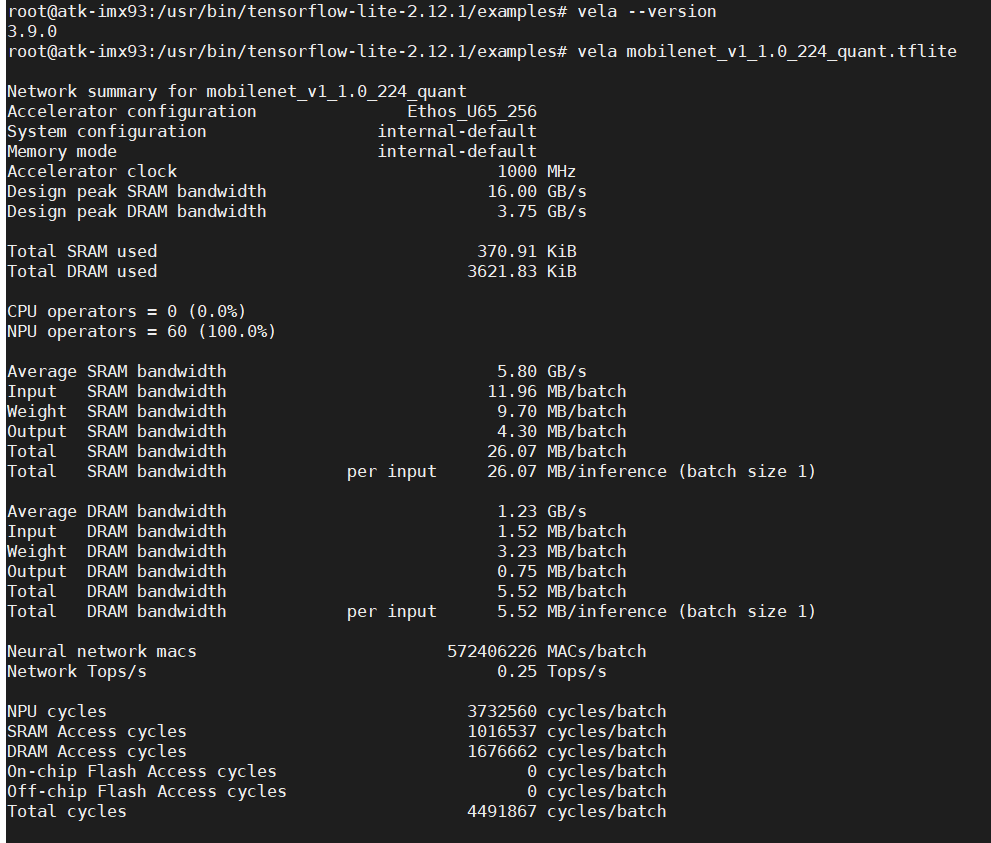 root@atk-imx93:/usr/bin/tensorflow-lite-2.12.1/examples# vela --version
3.9.0
root@atk-imx93:/usr/bin/tensorflow-lite-2.12.1/examples# vela mobilenet_v1_1.0_224_quant.tflite
Network summary for mobilenet_v1_1.0_224_quant
Accelerator configuration Ethos_U65_256
System configuration internal-default
Memory mode internal-default
Accelerator clock 1000 MHz
Design peak SRAM bandwidth 16.00 GB/s
Design peak DRAM bandwidth 3.75 GB/s
Total SRAM used 370.91 KiB
Total DRAM used 3621.83 KiB
CPU operators = 0 (0.0%)
NPU operators = 60 (100.0%)
Average SRAM bandwidth 5.80 GB/s
Input SRAM bandwidth 11.96 MB/batch
Weight SRAM bandwidth 9.70 MB/batch
Output SRAM bandwidth 4.30 MB/batch
Total SRAM bandwidth 26.07 MB/batch
Total SRAM bandwidth per input 26.07 MB/inference (batch size 1)
Average DRAM bandwidth 1.23 GB/s
Input DRAM bandwidth 1.52 MB/batch
Weight DRAM bandwidth 3.23 MB/batch
Output DRAM bandwidth 0.75 MB/batch
Total DRAM bandwidth 5.52 MB/batch
Total DRAM bandwidth per input 5.52 MB/inference (batch size 1)
Neural network macs 572406226 MACs/batch
Network Tops/s 0.25 Tops/s
NPU cycles 3732560 cycles/batch
SRAM Access cycles 1016537 cycles/batch
DRAM Access cycles 1676662 cycles/batch
On-chip Flash Access cycles 0 cycles/batch
Off-chip Flash Access cycles 0 cycles/batch
Total cycles 4491867 cycles/batch